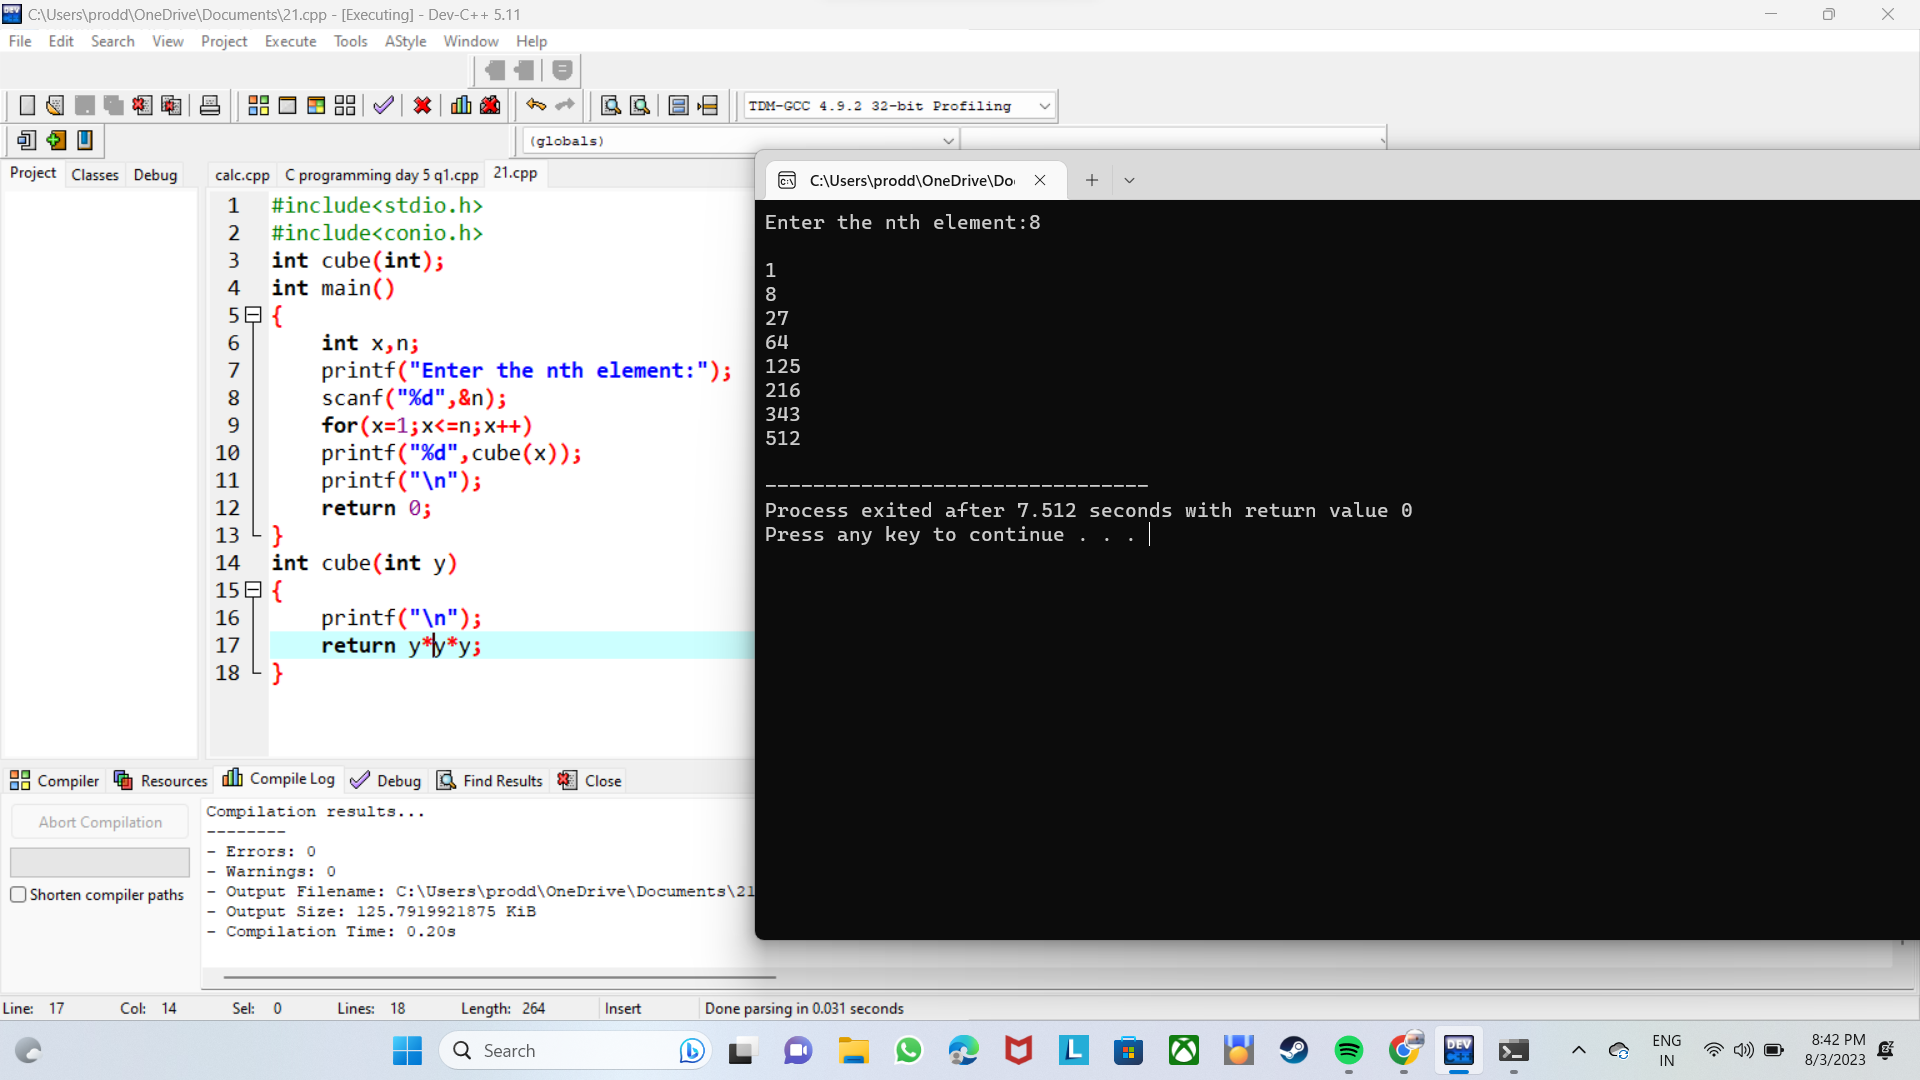 C:\Users\prodd\OneDrive\Documents\21.cpp - [Executing] - Dev-C++ 5.11
File Edit Search View Project Execute Tools AStyle Window Help
TDM-GCC 4.9.2 32-bit Profiling
(globals)
Project Classes Debug
calc.cpp C programming day 5 q1.cpp 21.cpp
1 #include<stdio.h>
2 #include<conio.h>
3 int cube(int);
4 int main()
5 {
6 int x,n;
7 printf("Enter the nth element:");
8 scanf("%d",&n);
9 for(x=1;x<=n;x++)
10 printf("%d",cube(x));
11 printf("\n");
12 return 0;
13 }
14 int cube(int y)
15 {
16 printf("\n");
17 return y*y*y;
18 }
C:\Users\prodd\OneDrive\Do
Enter the nth element:8
1
8
27
64
125
216
343
512
--------------------------------
Process exited after 7.512 seconds with return value 0
Press any key to continue . . .
Compiler Resources Compile Log Debug Find Results Close
Abort Compilation
Shorten compiler paths
Compilation results...
--------
- Errors: 0
- Warnings: 0
- Output Filename: C:\Users\prodd\OneDrive\Documents\21
- Output Size: 125.7919921875 KiB
- Compilation Time: 0.20s
Line: 17 Col: 14 Sel: 0 Lines: 18 Length: 264 Insert Done parsing in 0.031 seconds
Search
L
DEV C++
ENG
IN
8:42 PM
8/3/2023